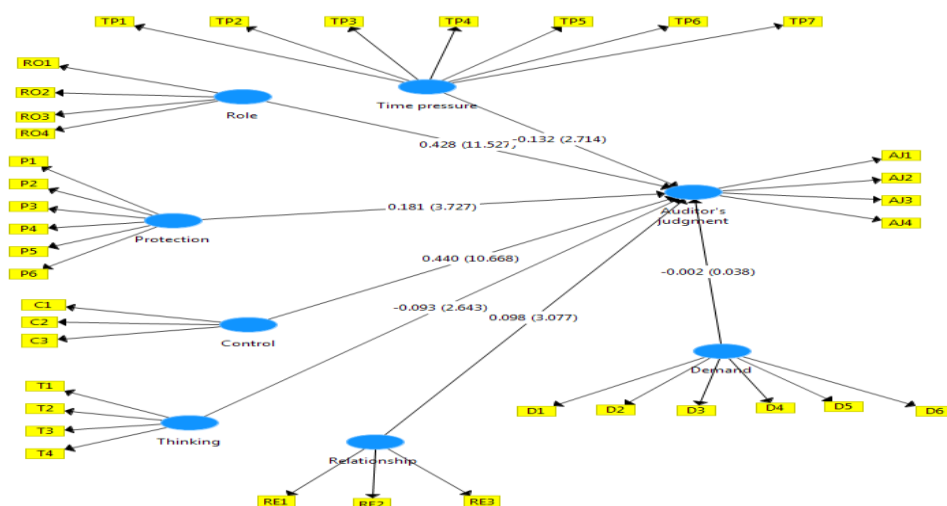 TP1
TP2
TP3
TP4
TP5
TP6
TP7
Time pressure
RO1
RO2
RO3
RO4
Role
-0.132 (2.714)
0.428 (11.527)
P1
P2
P3
P4
P5
P6
Protection
0.181 (3.727)
AJ1
AJ2
AJ3
AJ4
Auditor's
Judgment
0.440 (10.668)
-0.002 (0.038)
C1
C2
C3
Control
-0.093 (2.643)
0.098 (3.077)
T1
T2
T3
T4
Thinking
Demand
D1
D2
D3
D4
D5
D6
Relationship
RE1
RE2
RE3